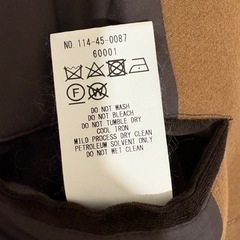 NO. 114-45-0087
60001
F W
DO NOT WASH
DO NOT BLEACH
DO NOT TUMBLE DRY
COOL IRON
MILD PROCESS DRY CLEAN
PETROLEUM SOLVENT ONLY
DO NOT WET CLEAN